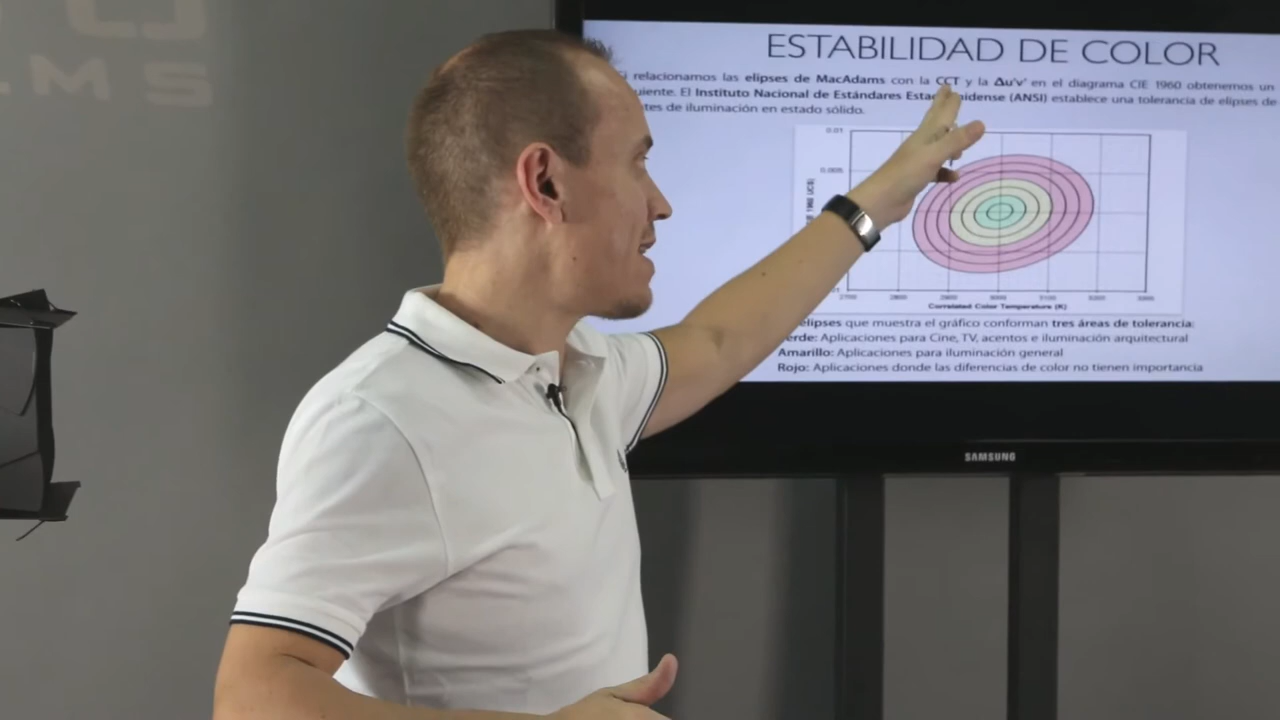 LMS
ESTABILIDAD DE COLOR
relacionamos las elipses de MacAdams con la CCT y la Δu'v' en el diagrama CIE 1960 obtenemos un
El Instituto Nacional de Estándares (ANSI) establece una tolerancia de elipses de
de iluminación en estado sólido.
0.01
0.005
2700 2800 2900 3000 3100 3200 3300
Correlated Color Temperature (K)
elipses que muestra el gráfico conforman tres áreas de tolerancia:
erde: Aplicaciones para Cine, TV, acentos e iluminación arquitectural
Amarillo: Aplicaciones para iluminación general
Rojo: Aplicaciones donde las diferencias de color no tienen importancia
SAMSUNG